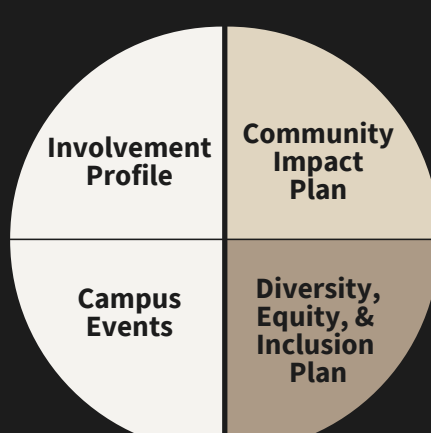 Involvement
Profile
Community
Impact
Plan
Campus
Events
Diversity,
Equity, &
Inclusion
Plan